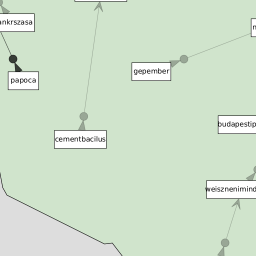 ankrszasa
papoca
gepember
cementbacilus
budapestip
weisznenimind